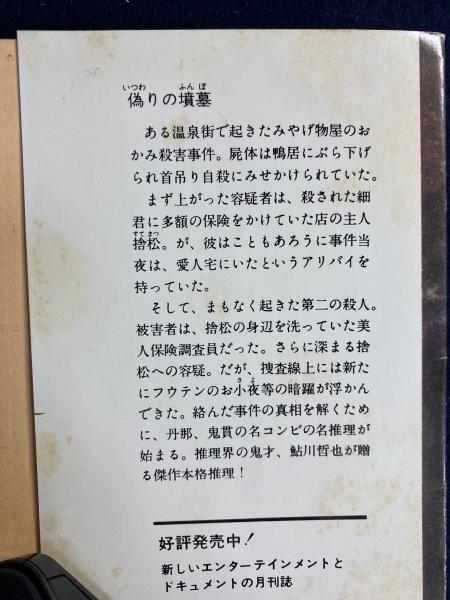 偽りの墳墓
ある温泉街で起きたみやげ物屋のお
かみ殺害事件。屍体は鴨居にぶら下げ
られ首吊り自殺にみせかけられていた。
まず上がった容疑者は、殺された細
君に多額の保険をかけていた店の主人
捨松。が、彼はこともあろうに事件当
夜は、愛人宅にいたというアリバイを
持っていた。
そして、まもなく起きた第二の殺人。
被害者は、捨松の身辺を洗っていた美
人保険調査員だった。さらに深まる捨
松への容疑。だが、捜査線上には新た
にフウテンのお小夜等の暗躍が浮かん
できた。絡んだ事件の真相を解くため
に、丹那、鬼貫の名コンビの名推理が
始まる。推理界の鬼才、鮎川哲也が贈
る傑作本格推理!
好評発売中!
新しいエンターテインメントと
ドキュメントの月刊誌